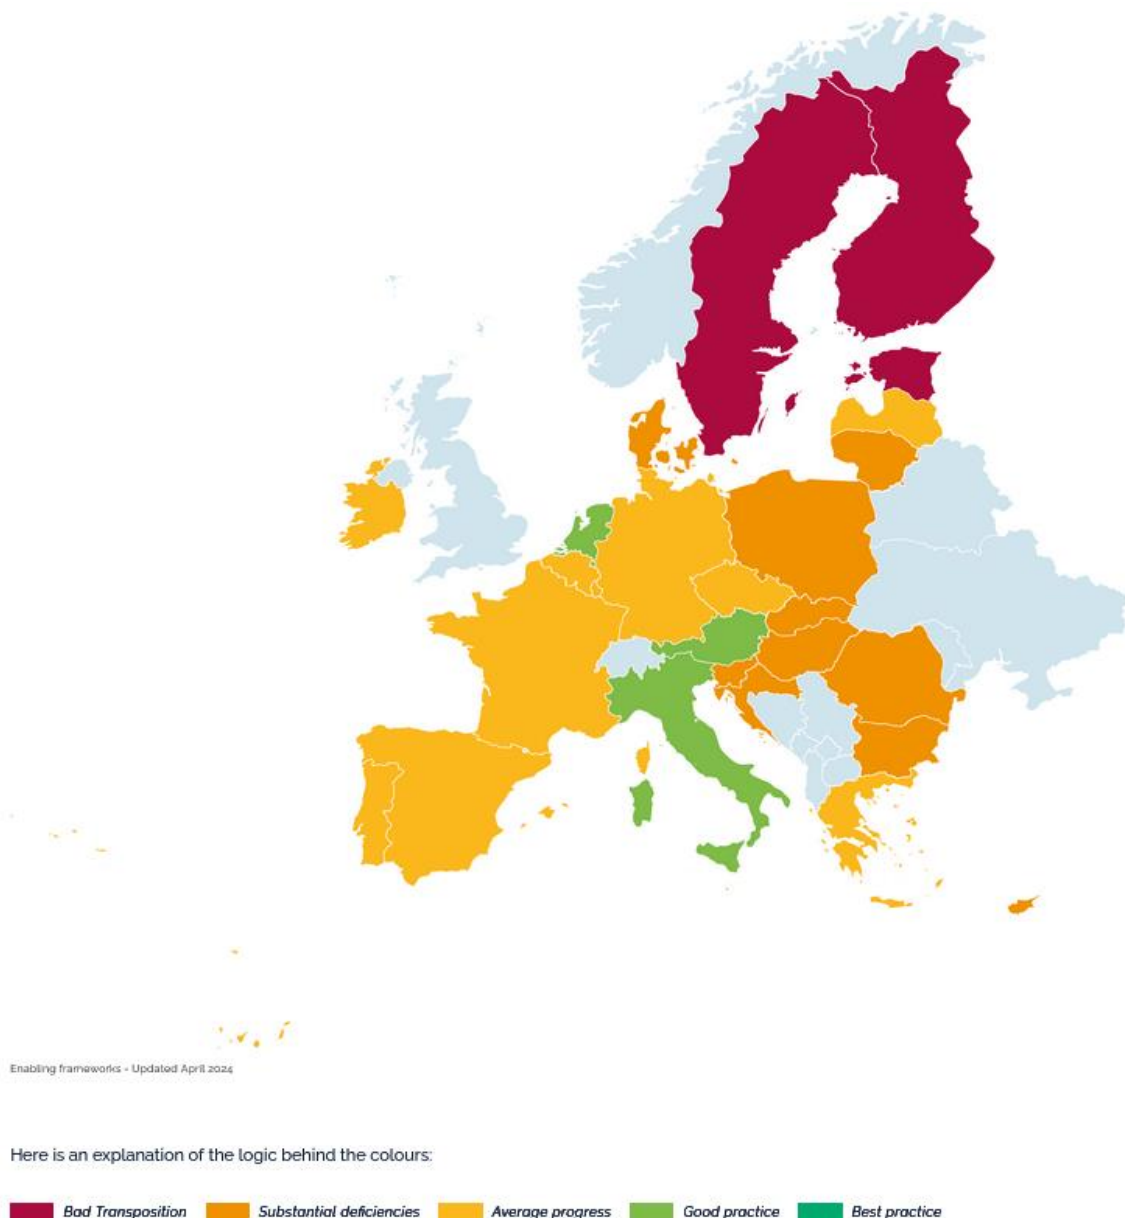 Enabling frameworks - Updated April 2024
Here is an explanation of the logic behind the colours:
Bad Transposition Substantial deficiencies Average progress Good practice Best practice